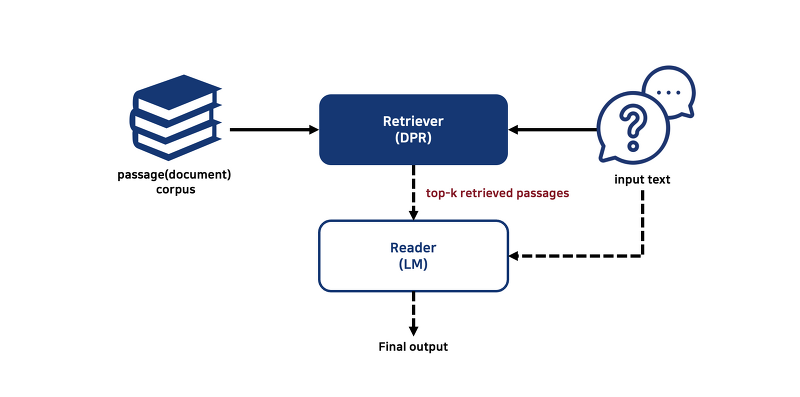 Retriever
(DPR)
passage(document)
corpus
input text
top-k retrieved passages
Reader
(LM)
Final output